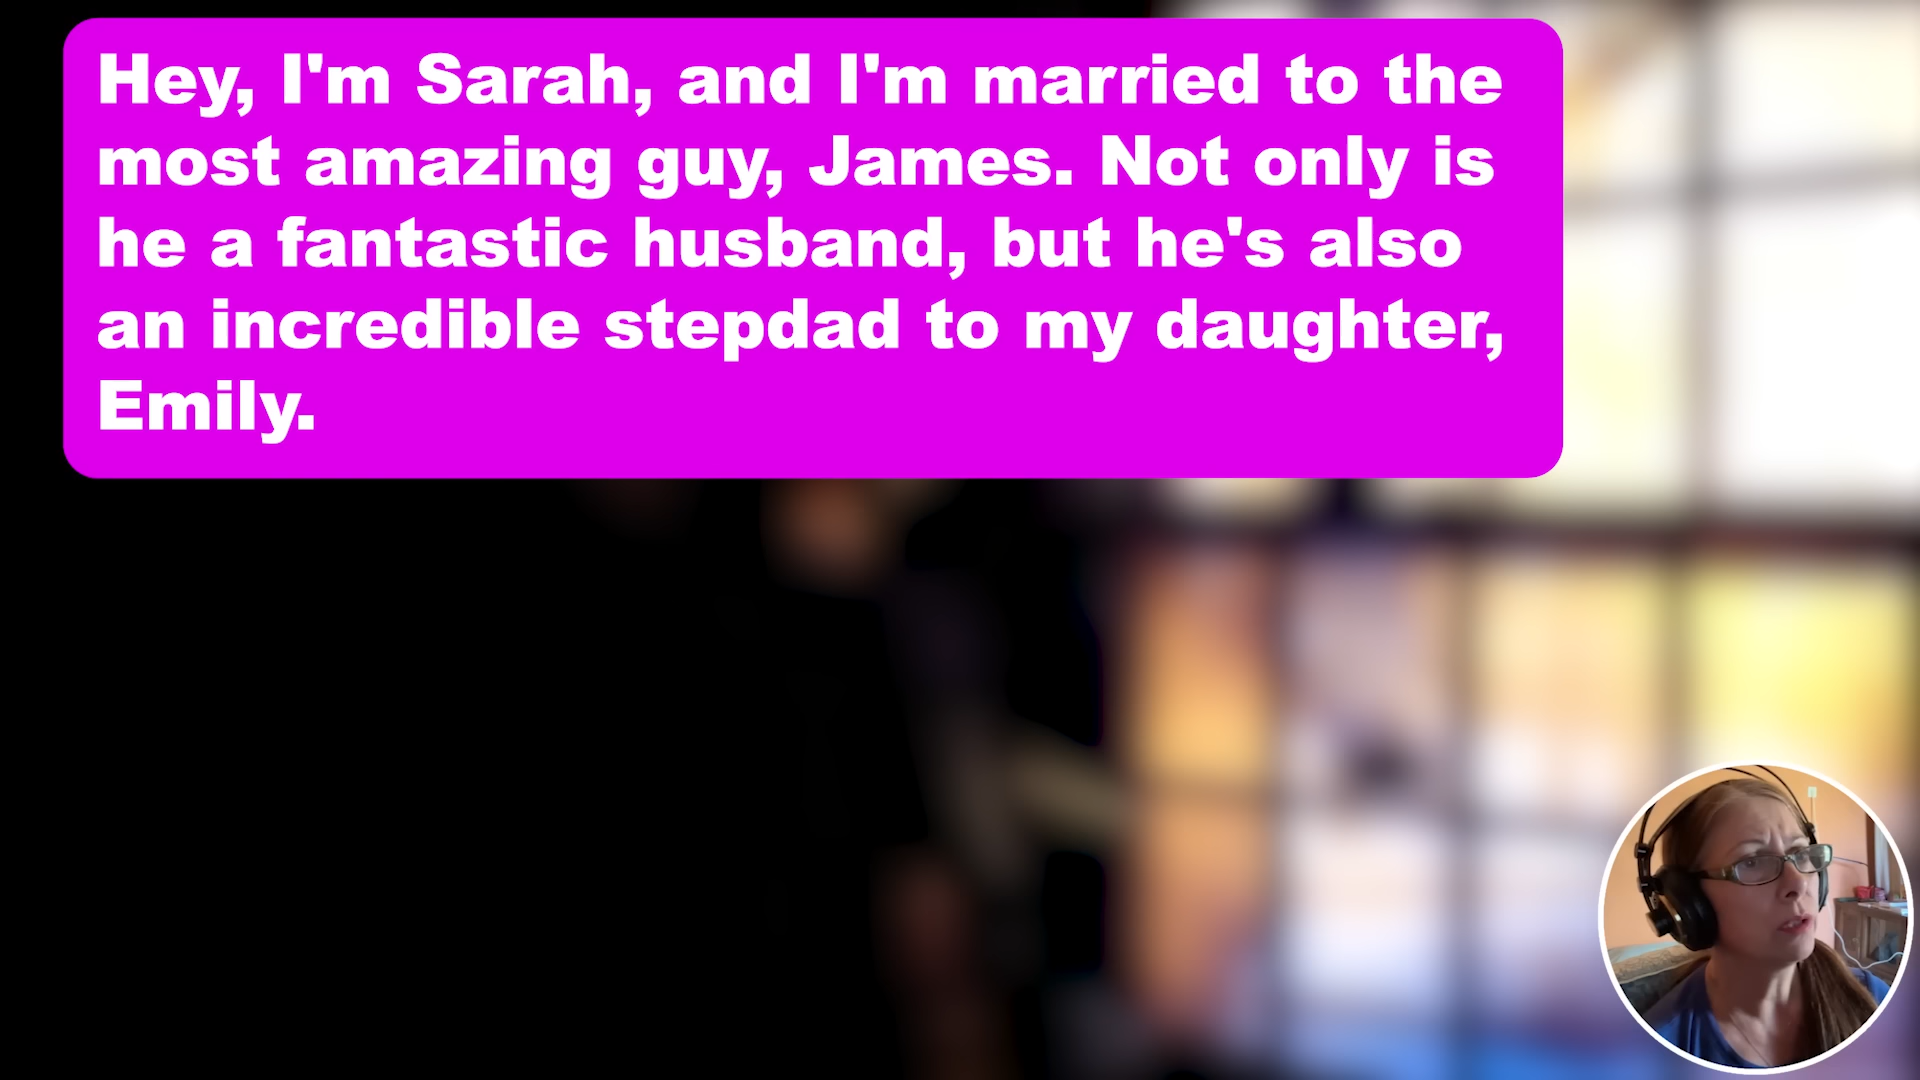 Hey, I'm Sarah, and I'm married to the
most amazing guy, James. Not only is
he a fantastic husband, but he's also
an incredible stepdad to my daughter,
Emily.